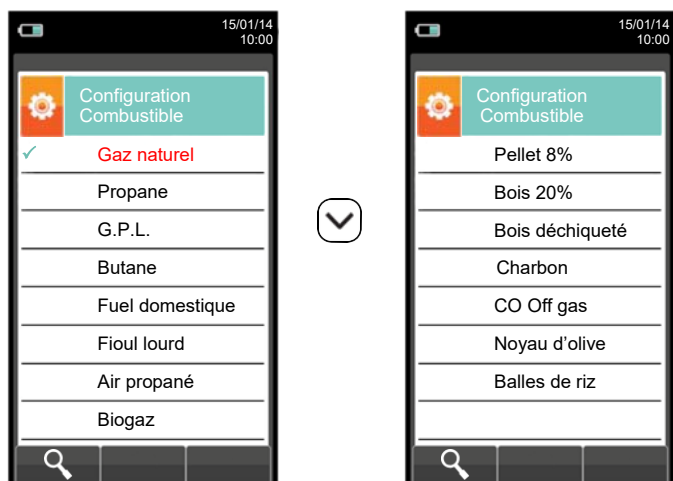 15/01/14
10:00
Configuration
Combustible
Gaz naturel
Propane
G.P.L.
Butane
Fuel domestique
Fioul lourd
Air propané
Biogaz
15/01/14
10:00
Configuration
Combustible
Pellet 8%
Bois 20%
Bois déchiqueté
Charbon
CO Off gas
Noyau d’olive
Balles de riz